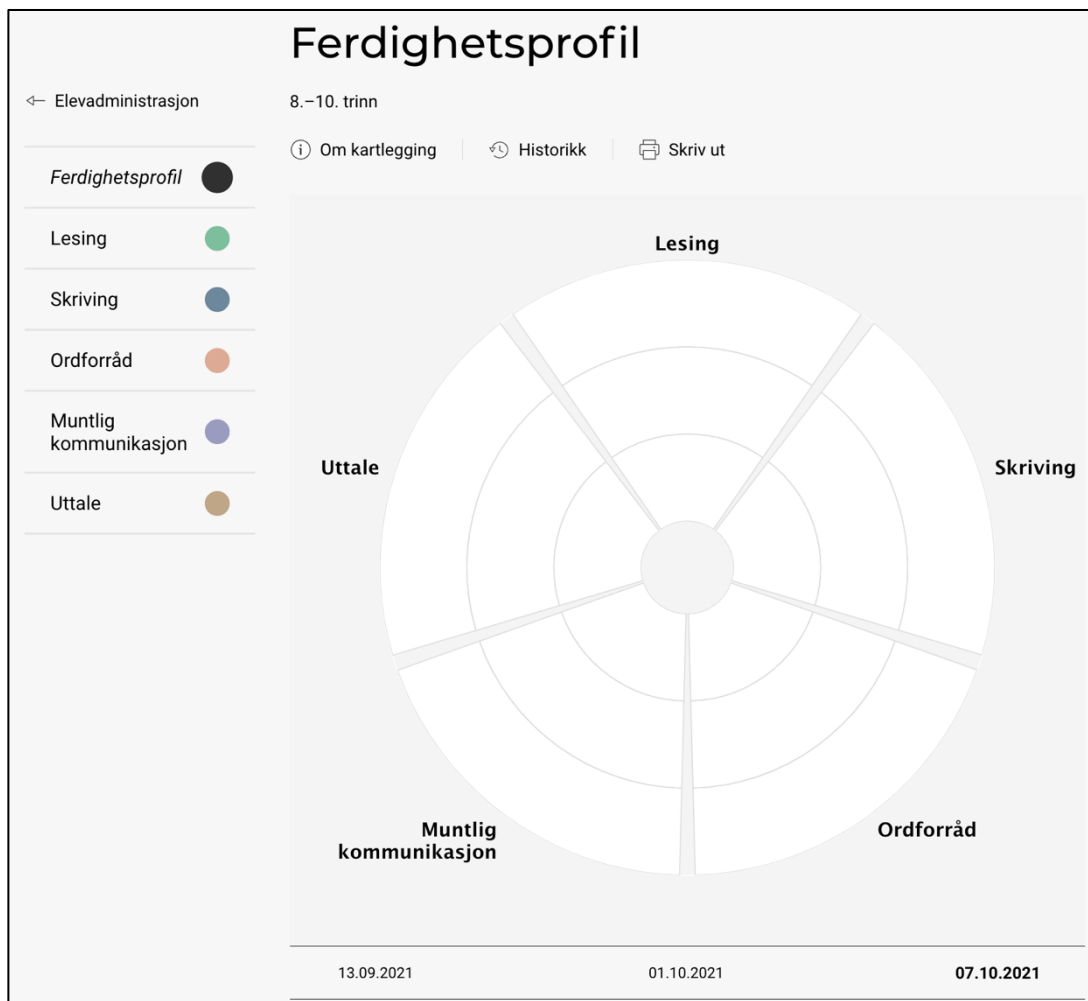 Ferdighetsprofil
Elevadministrasjon
8.–10. trinn
Om kartlegging
Historikk
Skriv ut
Ferdighetsprofil
Lesing
Skriving
Ordforråd
Muntlig
kommunikasjon
Uttale
Lesing
Uttale
Skriving
Muntlig
kommunikasjon
Ordforråd
13.09.2021
01.10.2021
07.10.2021